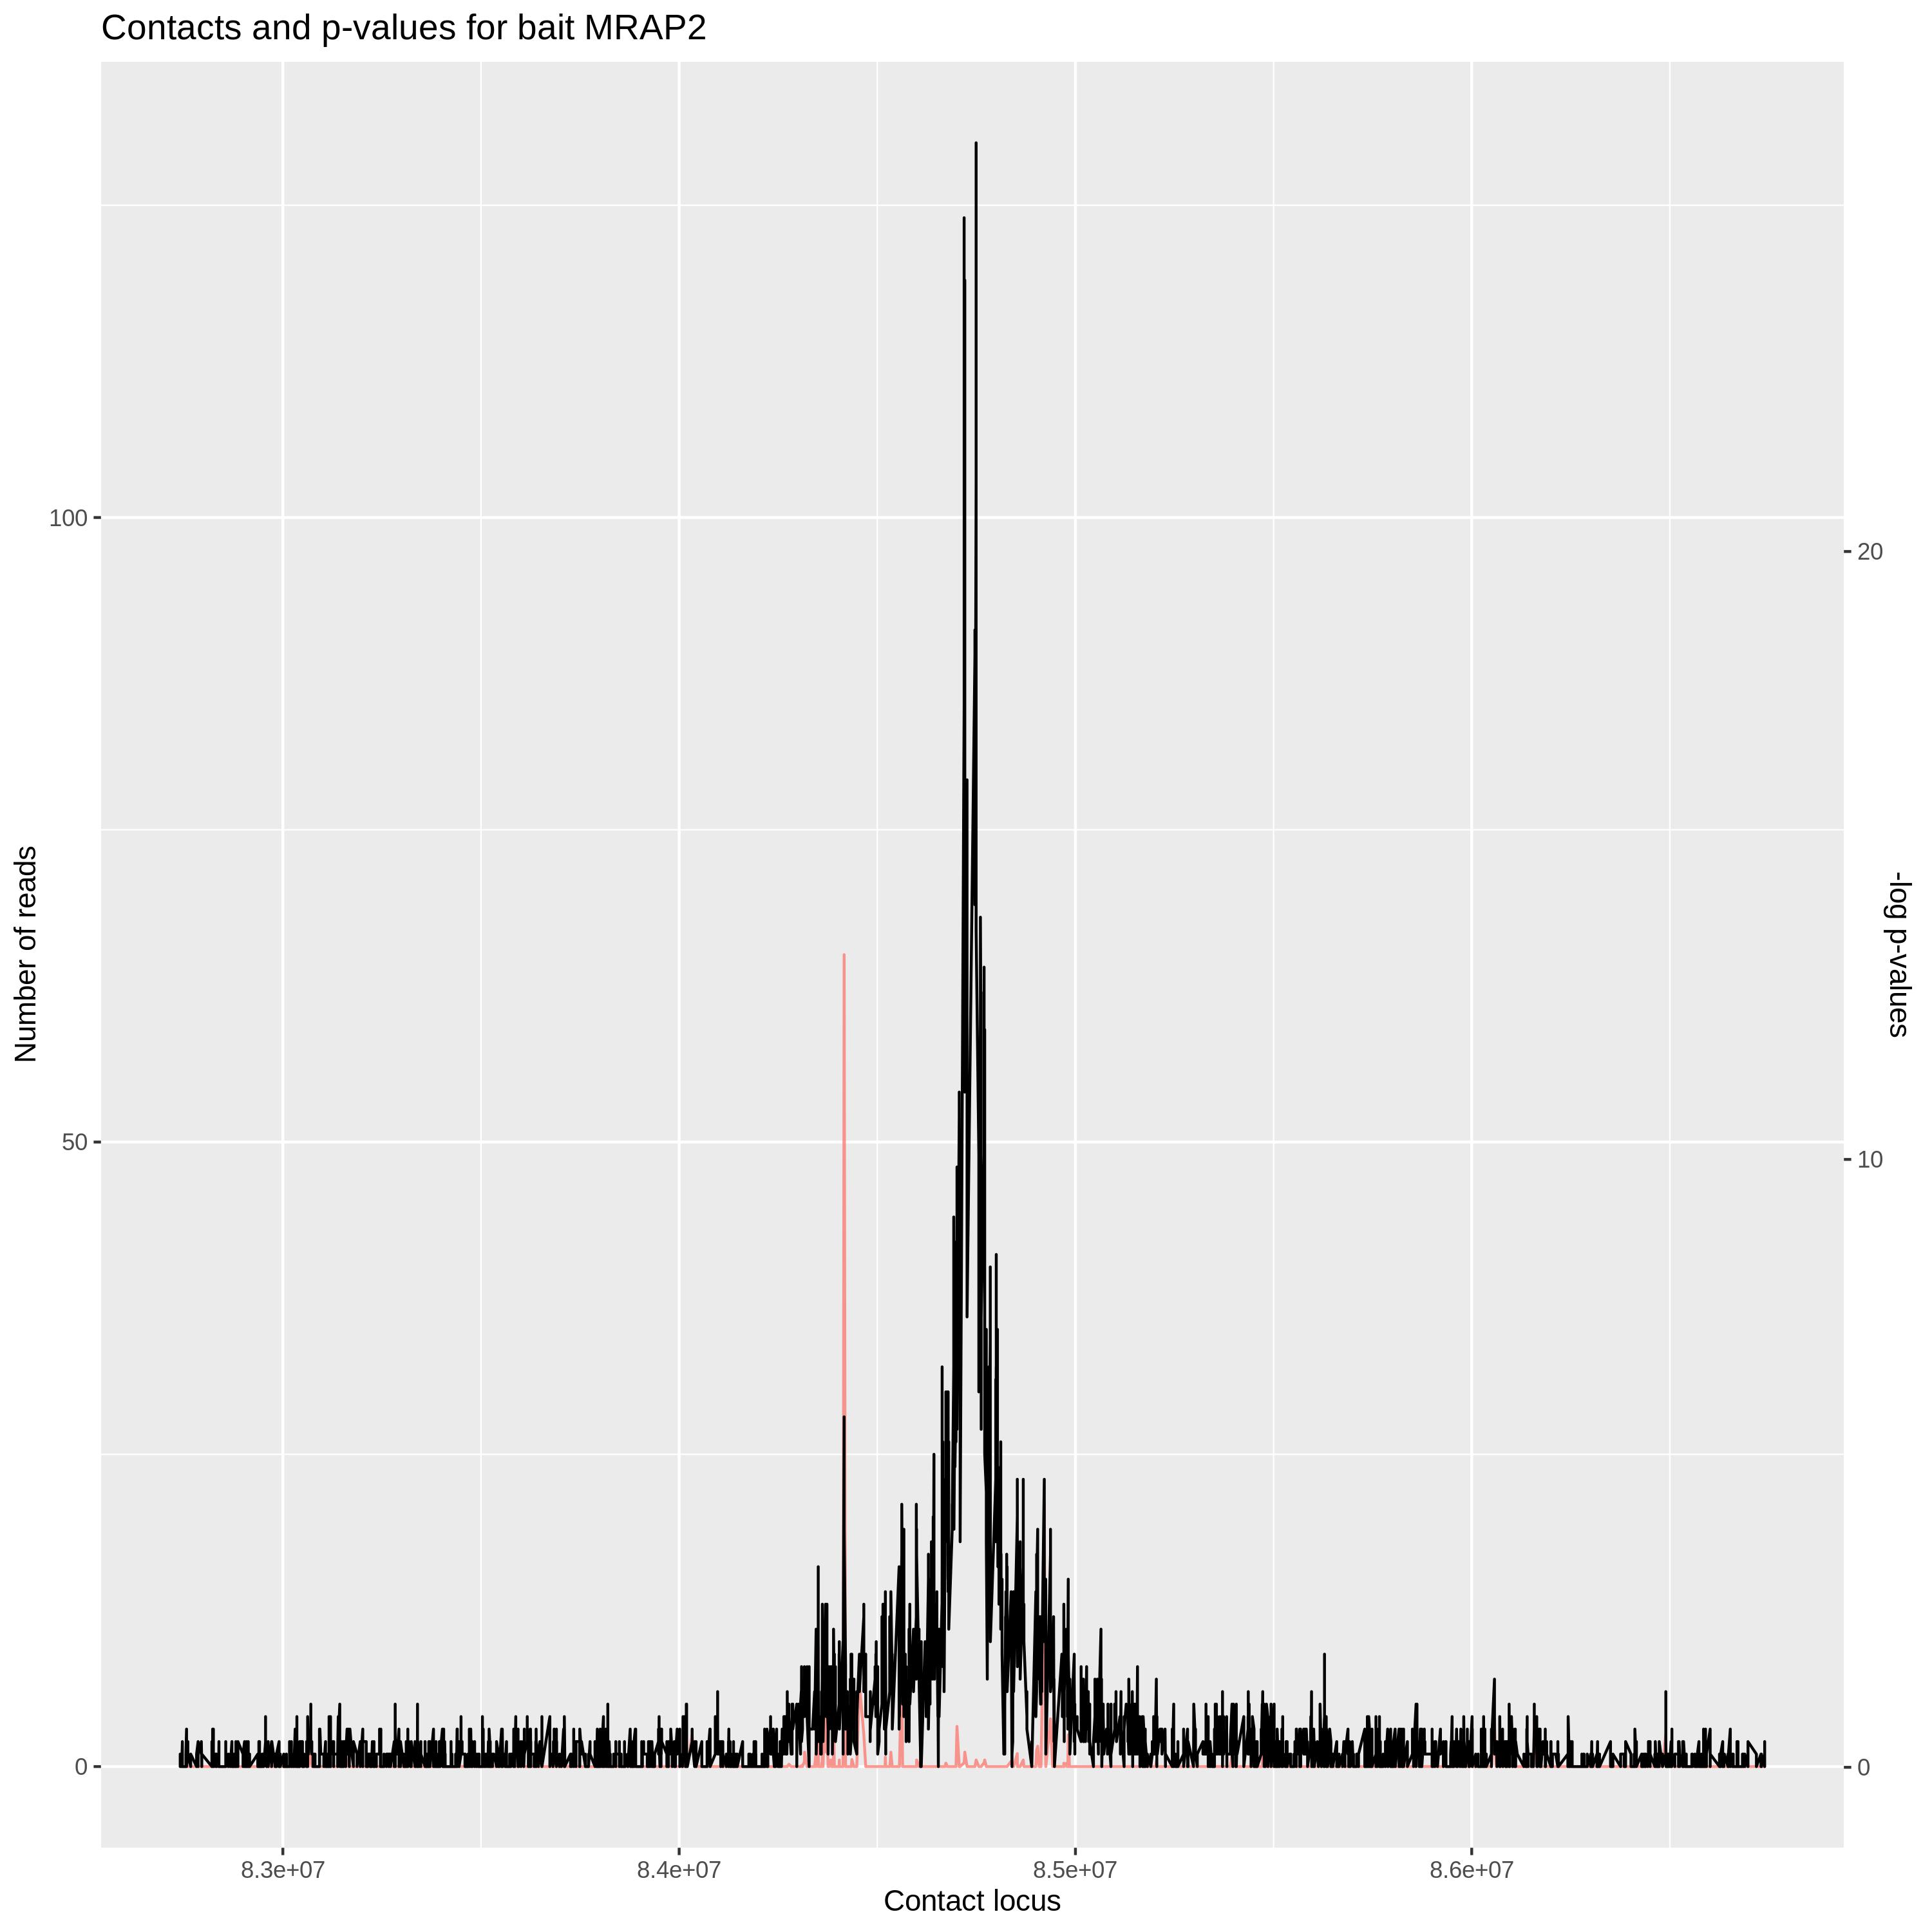 Contacts and p-values for bait MRAP2
100
50
0
Number of reads
20
10
0
-log p-values
8.3e+07
8.4e+07
8.5e+07
8.6e+07
Contact locus